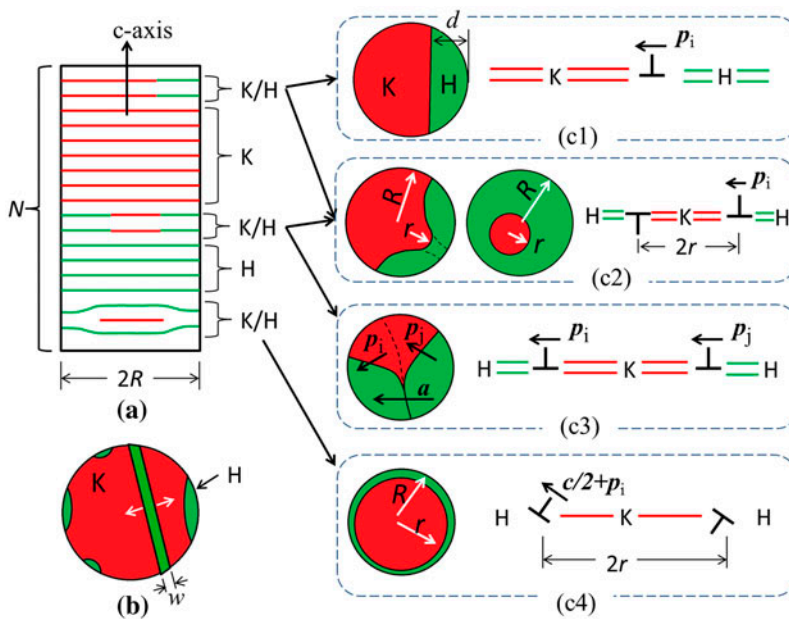 c-axis
K/H
K
N
K/H
H
K/H
2R
(a)
K
H
w
(b)
d
K
H
K
p_i
H
(c1)
R
r
R
r
H
K
p_i
H
2r
(c2)
p_i
p_j
a
H
p_i
K
p_j
H
(c3)
R
r
c/2+p_i
H
K
H
2r
(c4)